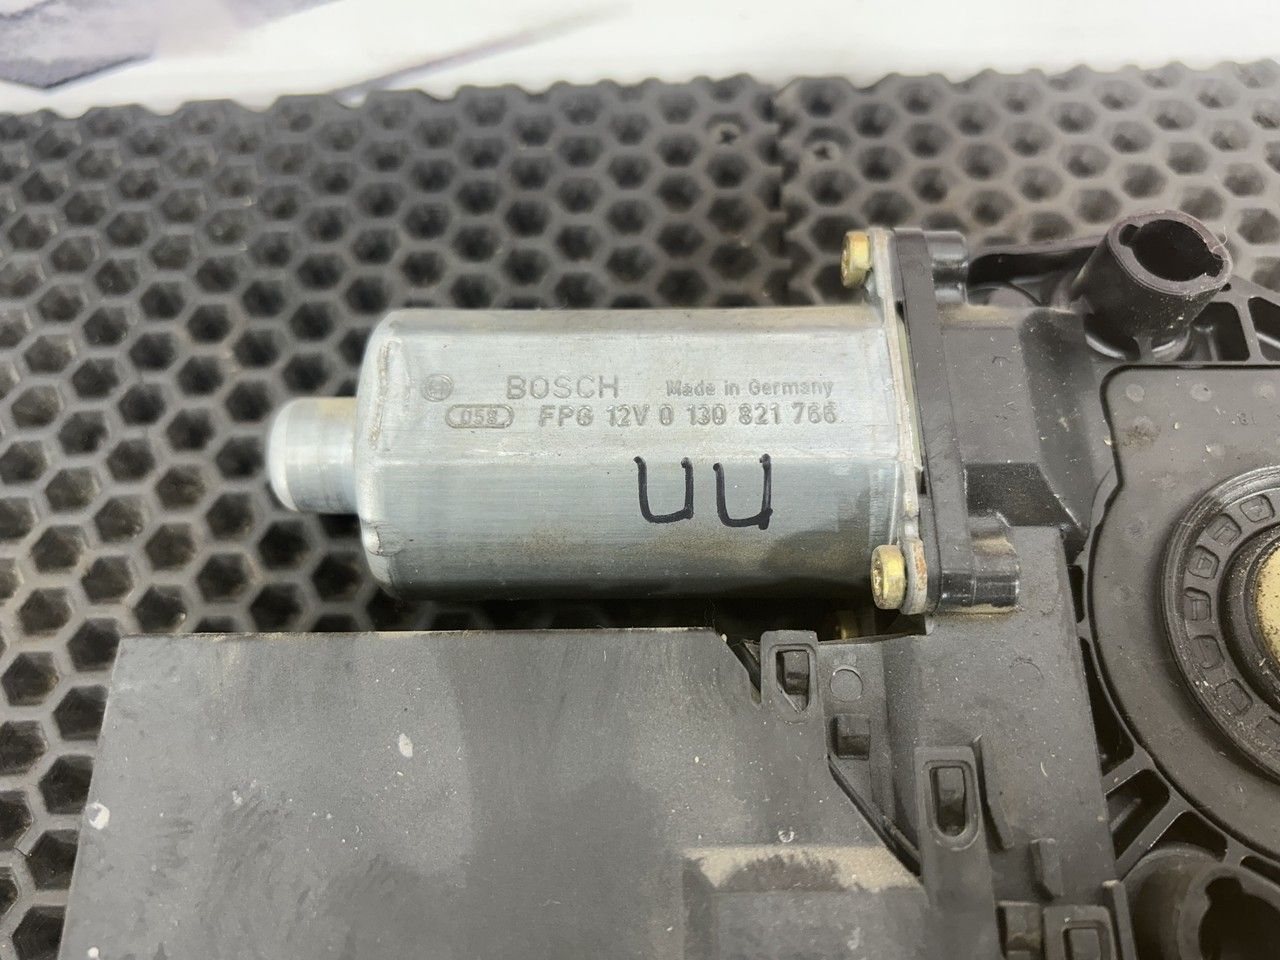 BOSCH Made in Germany
058 FPG 12V 0 130 821 766
UU